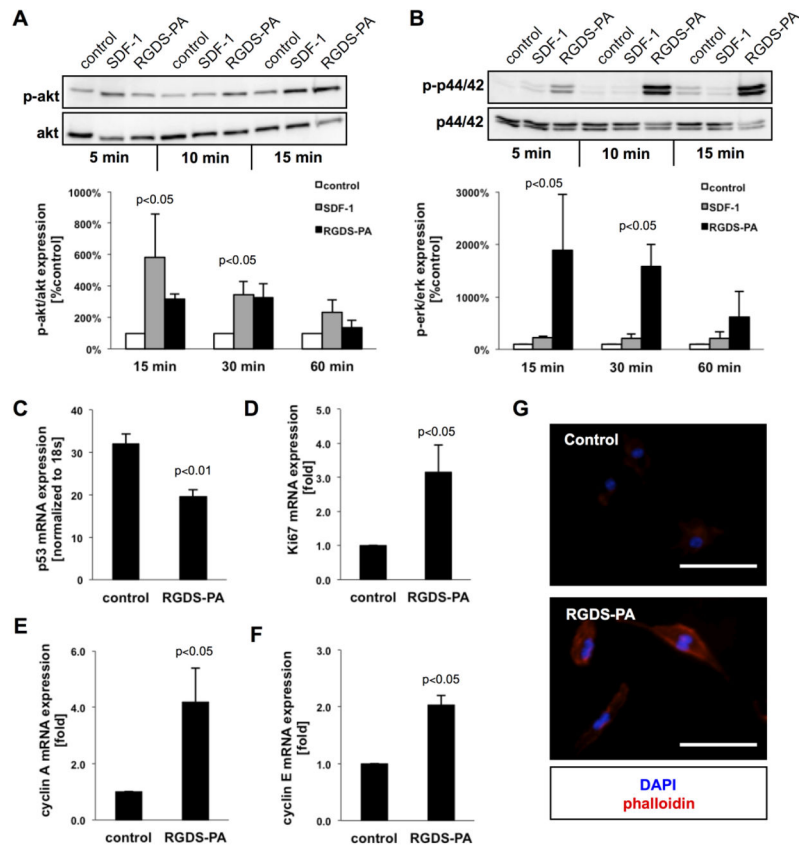 A
control SDF-1 RGDS-PA control SDF-1 RGDS-PA control SDF-1 RGDS-PA
p-akt
akt
5 min 10 min 15 min
p-akt/akt expression
[%control]
1000%
800%
600%
400%
200%
0%
p<0.05
p<0.05
control
SDF-1
RGDS-PA
15 min 30 min 60 min
B
control SDF-1 RGDS-PA control SDF-1 RGDS-PA control SDF-1 RGDS-PA
p-p44/42
p44/42
5 min 10 min 15 min
p-erk/erk expression
[%control]
3000%
2000%
1000%
0%
p<0.05
p<0.05
control
SDF-1
RGDS-PA
15 min 30 min 60 min
C
p53 mRNA expression
[normalized to 18s]
40
30
20
10
0
p<0.01
control RGDS-PA
D
Ki67 mRNA expression
[fold]
5.0
4.0
3.0
2.0
1.0
0.0
p<0.05
control RGDS-PA
E
cyclin A mRNA expression
[fold]
6.0
4.0
2.0
0.0
p<0.05
control RGDS-PA
F
cyclin E mRNA expression
[fold]
3.0
2.0
1.0
0.0
p<0.05
control RGDS-PA
G
Control
RGDS-PA
DAPI
phalloidin